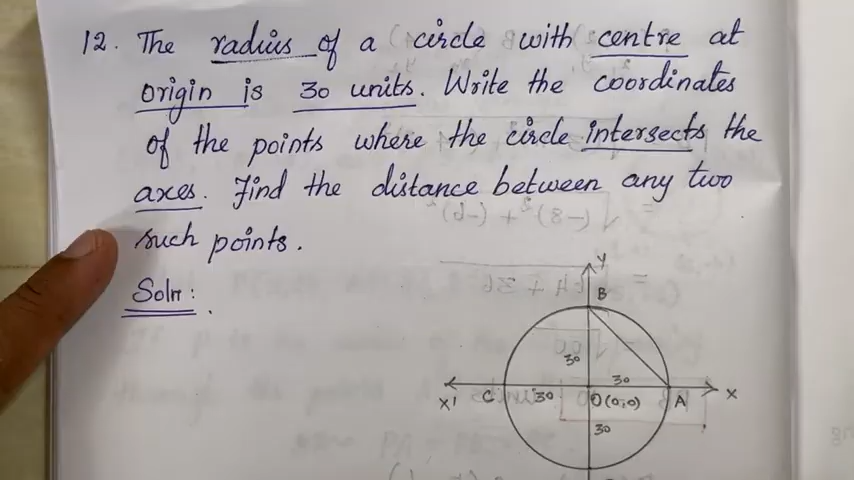 12. The radius of a circle with centre at
origin is 30 units. Write the coordinates
of the points where the circle intersects the
axes. Find the distance between any two
such points.
Soln:
Y
B
30
30
X' C 30 O(0,0) A X
30